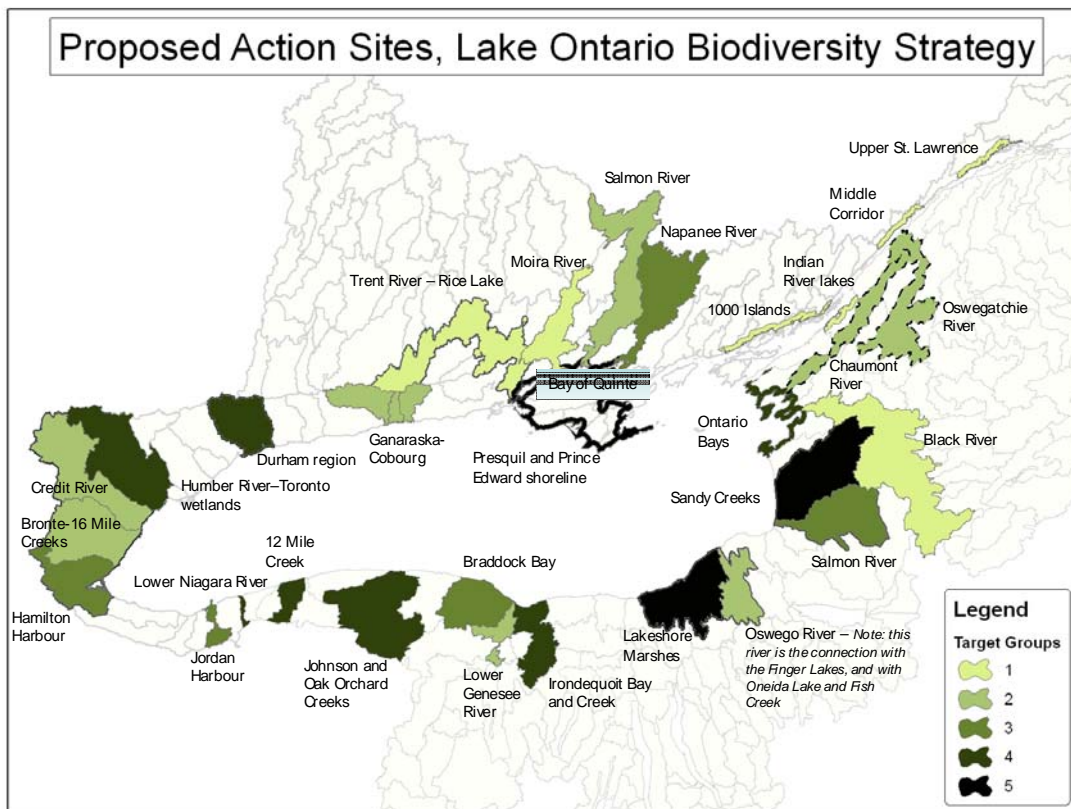 Proposed Action Sites, Lake Ontario Biodiversity Strategy
Upper St. Lawrence
Middle
Corridor
Salmon River
Napanee River
Moira River
Indian
River lakes
Trent River – Rice Lake
1000 Islands
Oswegatchie
River
Chaumont
River
Bay of Quinte
Ontario
Bays
Black River
Ganaraska-
Cobourg
Presquil and Prince
Edward shoreline
Durham region
Humber River–Toronto
wetlands
Credit River
Bronte-16 Mile
Creeks
Sandy Creeks
12 Mile
Creek
Braddock Bay
Lower Niagara River
Salmon River
Hamilton
Harbour
Jordan
Harbour
Johnson and
Oak Orchard
Creeks
Lower
Genesee
River
Irondequoit Bay
and Creek
Lakeshore
Marshes
Oswego River – Note: this
river is the connection with
the Finger Lakes, and with
Oneida Lake and Fish
Creek
Legend
Target Groups
1
2
3
4
5